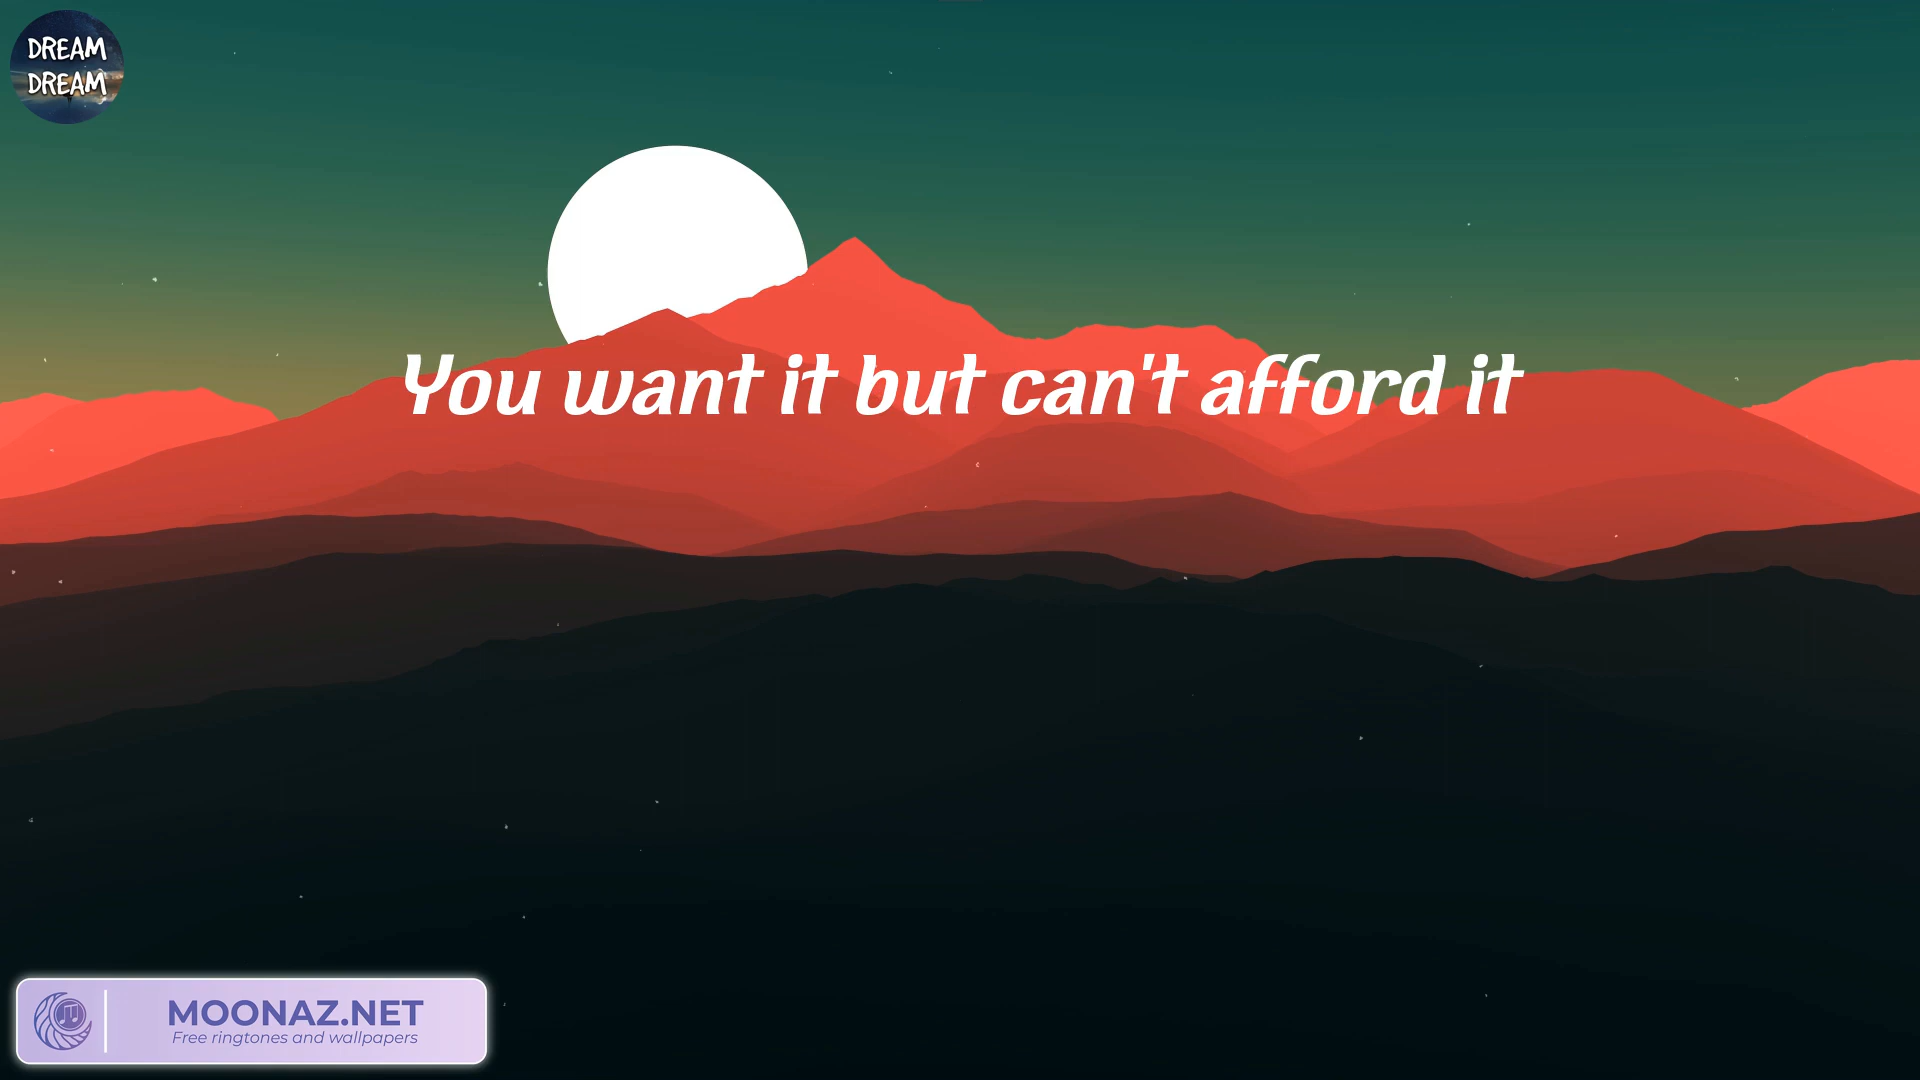 DREAM
DREAM
You want it but can't afford it
MOONAZ.NET
Free ringtones and wallpapers